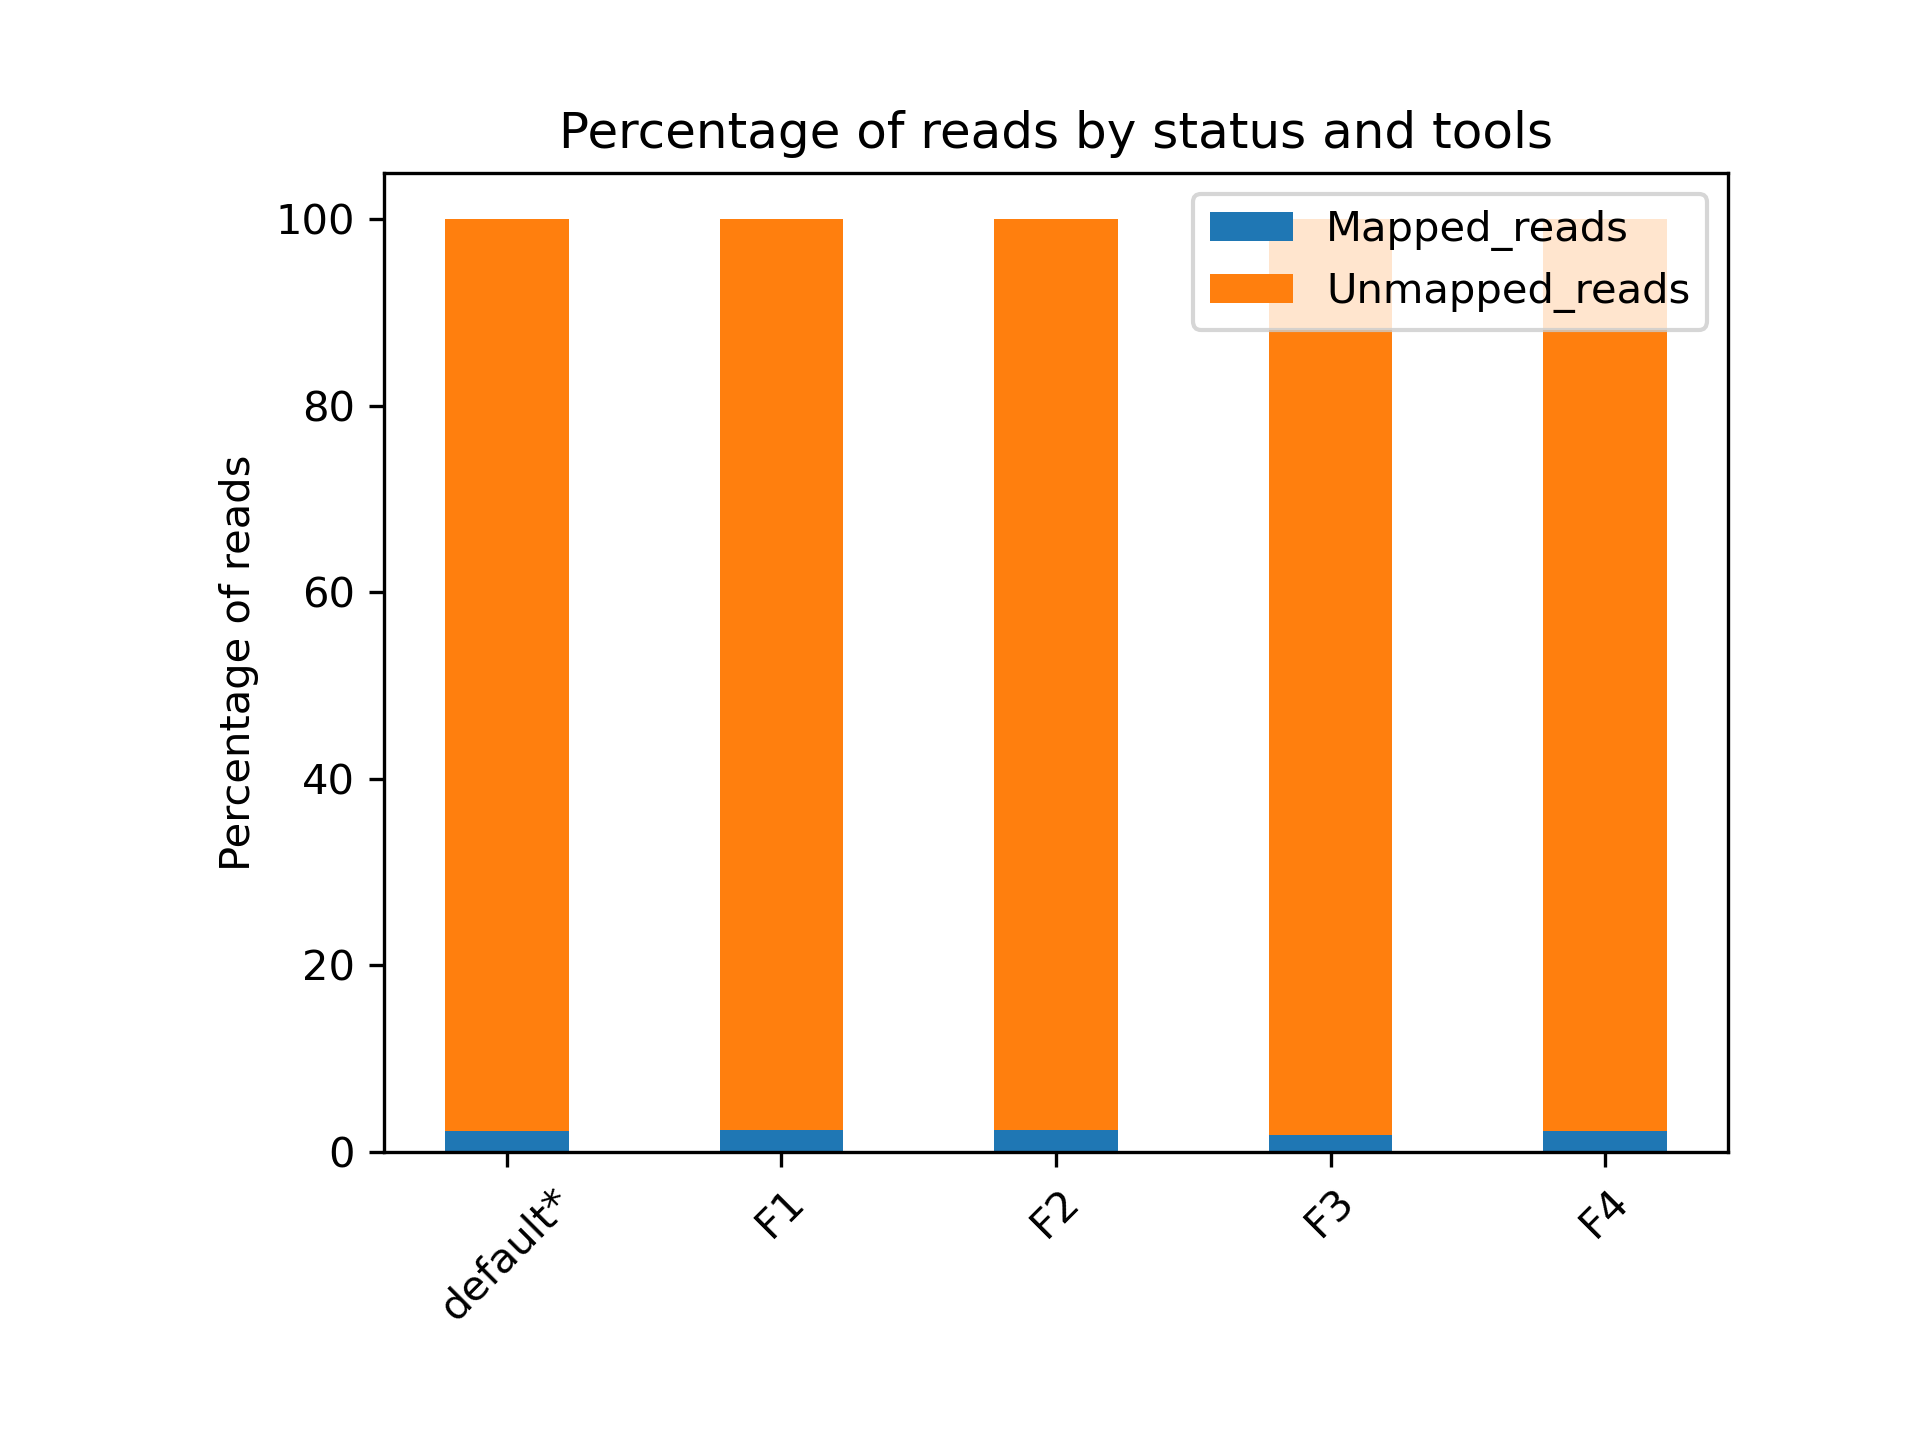 Percentage of reads by status and tools
Mapped_reads
Unmapped_reads
Percentage of reads
100
80
60
40
20
0
default*
F1
F2
F3
F4